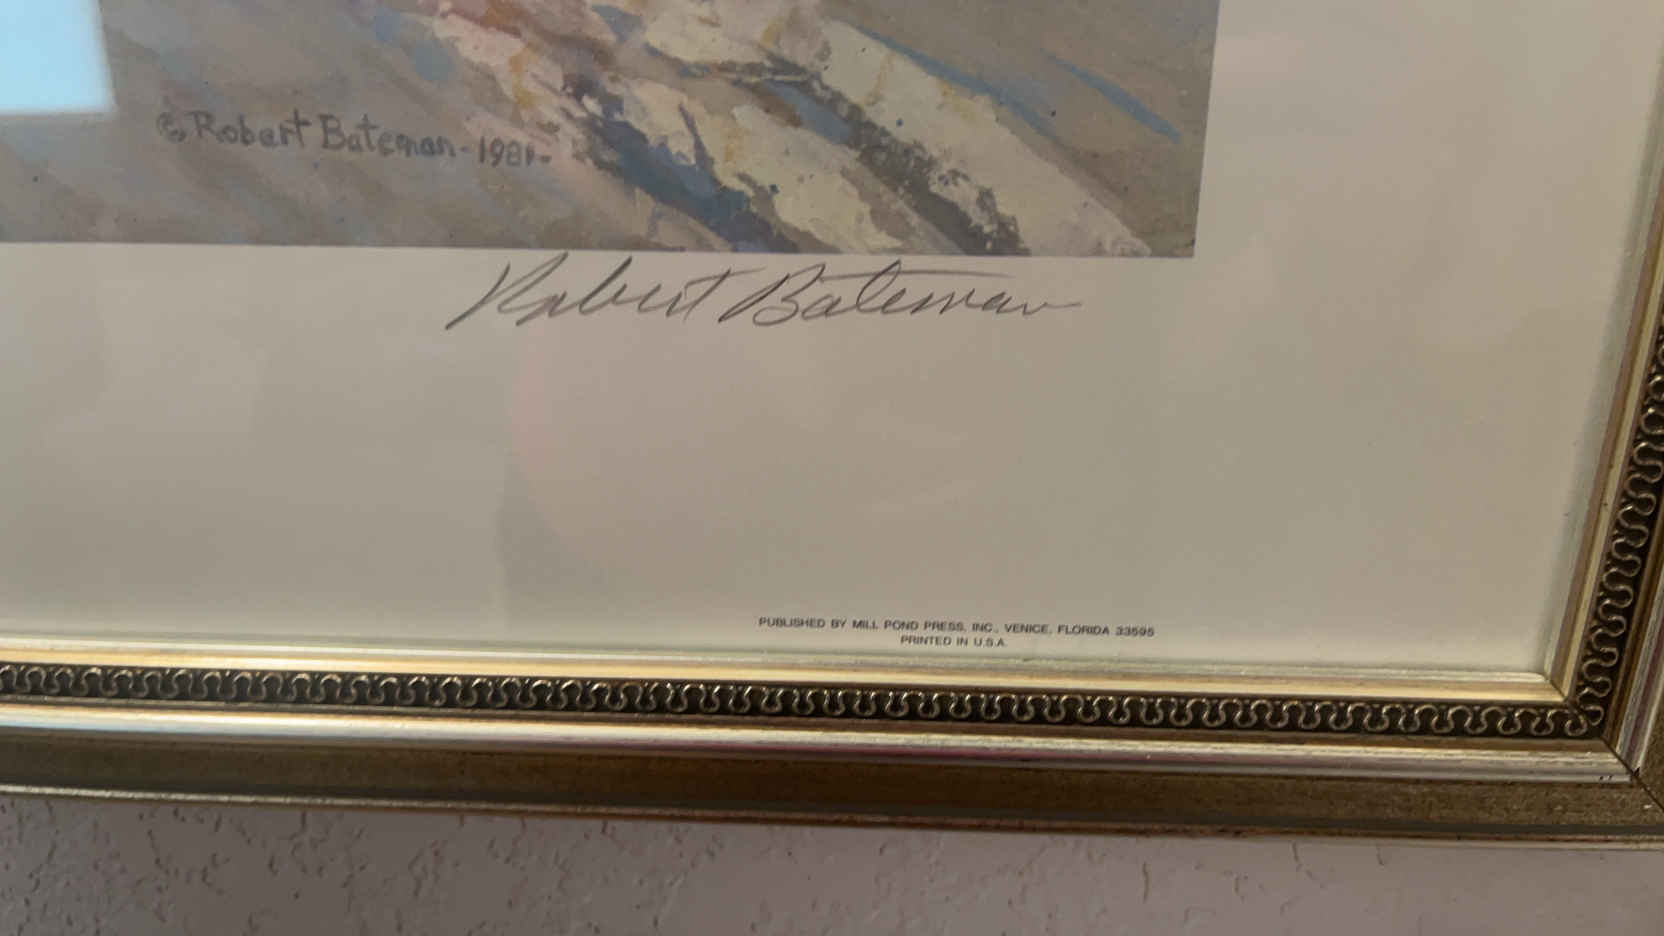 © Robert Bateman - 1981 -
Robert Bateman
PUBLISHED BY MILL POND PRESS, INC., VENICE, FLORIDA 33595
PRINTED IN U.S.A.